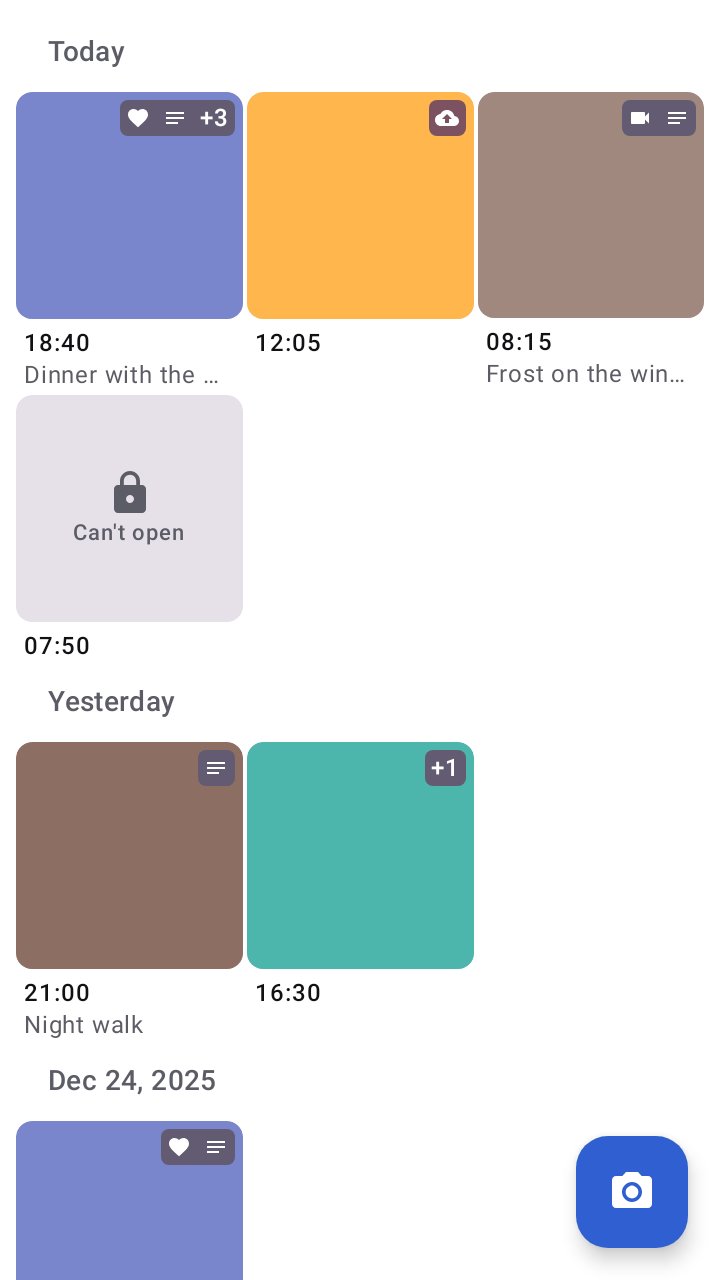 Today
+3
18:40
Dinner with the …
12:05
08:15
Frost on the win…
Can't open
07:50
Yesterday
+1
21:00
Night walk
16:30
Dec 24, 2025